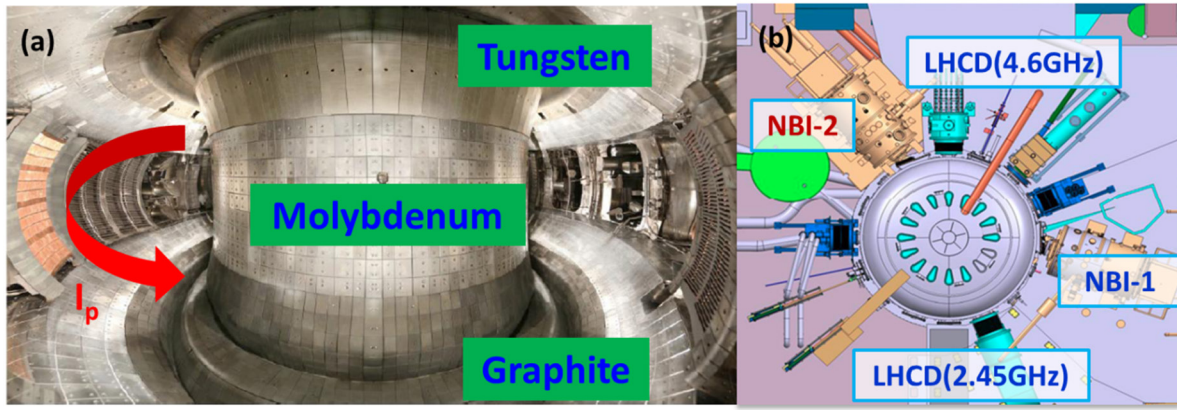 (a)
Tungsten
Molybdenum
Iₚ
Graphite
(b)
LHCD(4.6GHz)
NBI-2
NBI-1
LHCD(2.45GHz)